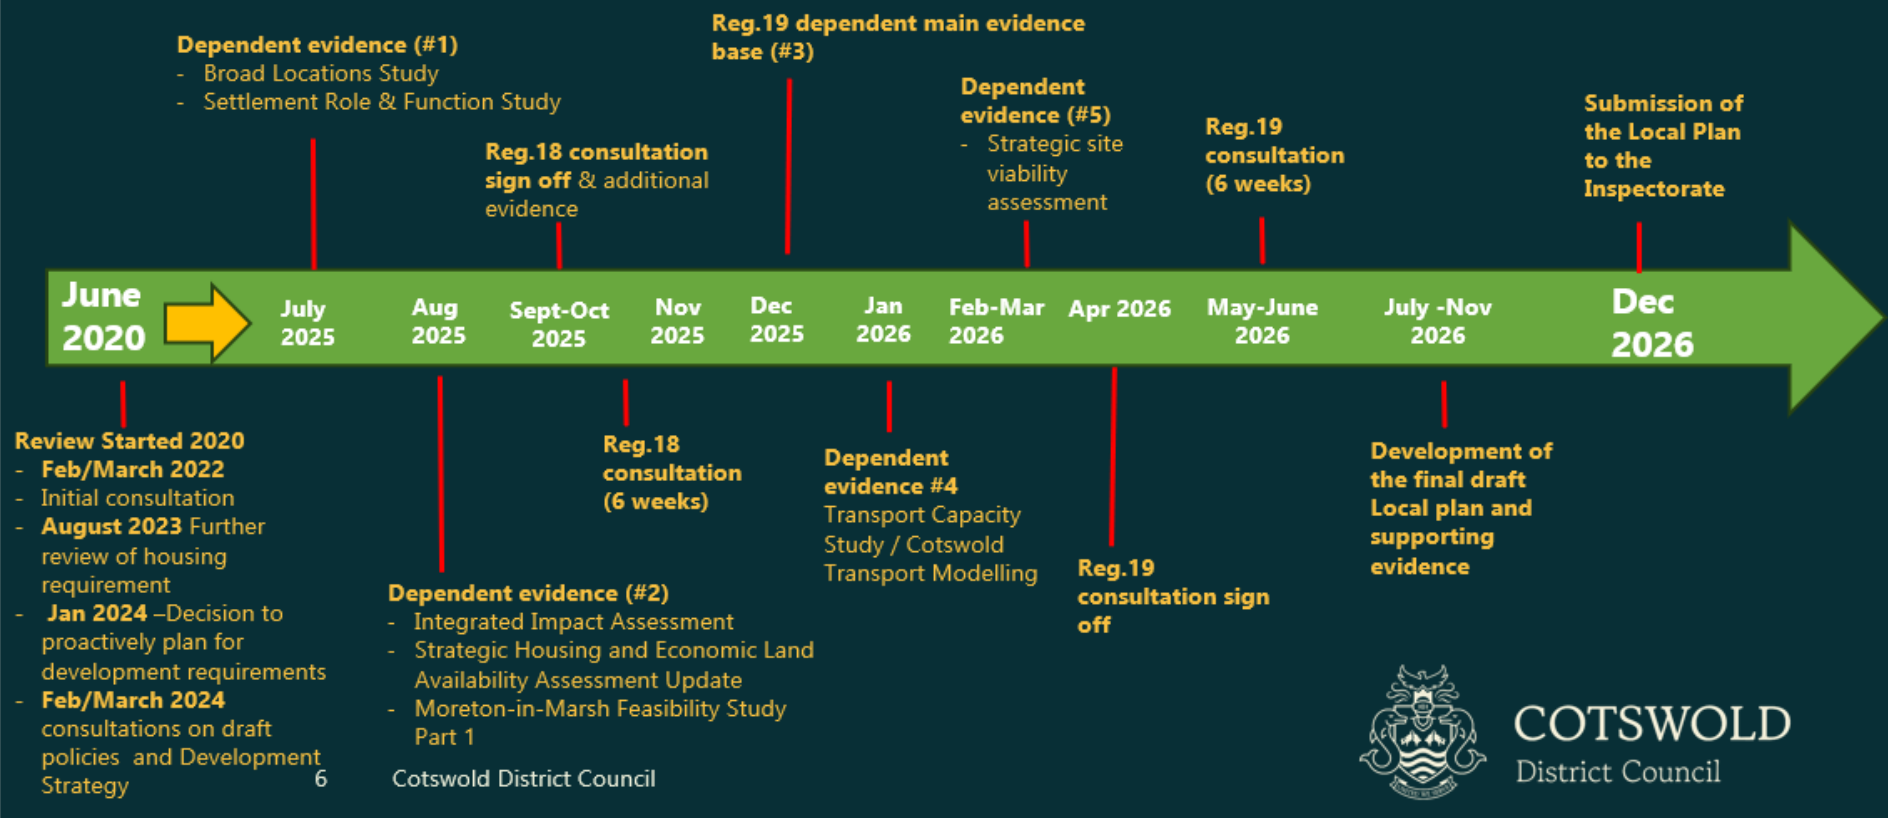 Dependent evidence (#1)
- Broad Locations Study
- Settlement Role & Function Study
Reg.18 consultation
sign off & additional
evidence
Reg.19 dependent main evidence
base (#3)
Dependent
evidence (#5)
- Strategic site
viability
assessment
Reg.19
consultation
(6 weeks)
Submission of
the Local Plan
to the
Inspectorate
June
2020
July
2025
Aug
2025
Sept-Oct
2025
Nov
2025
Dec
2025
Jan
2026
Feb-Mar
2026
Apr 2026
May-June
2026
July -Nov
2026
Dec
2026
Review Started 2020
- Feb/March 2022
- Initial consultation
- August 2023 Further
review of housing
requirement
- Jan 2024 –Decision to
proactively plan for
development requirements
- Feb/March 2024
consultations on draft
policies and Development
Strategy
Dependent evidence (#2)
- Integrated Impact Assessment
- Strategic Housing and Economic Land
Availability Assessment Update
- Moreton-in-Marsh Feasibility Study
Part 1
Reg.18
consultation
(6 weeks)
Dependent
evidence #4
Transport Capacity
Study / Cotswold
Transport Modelling
Reg.19
consultation sign
off
Development of
the final draft
Local plan and
supporting
evidence
6
Cotswold District Council
COTSWOLD
District Council